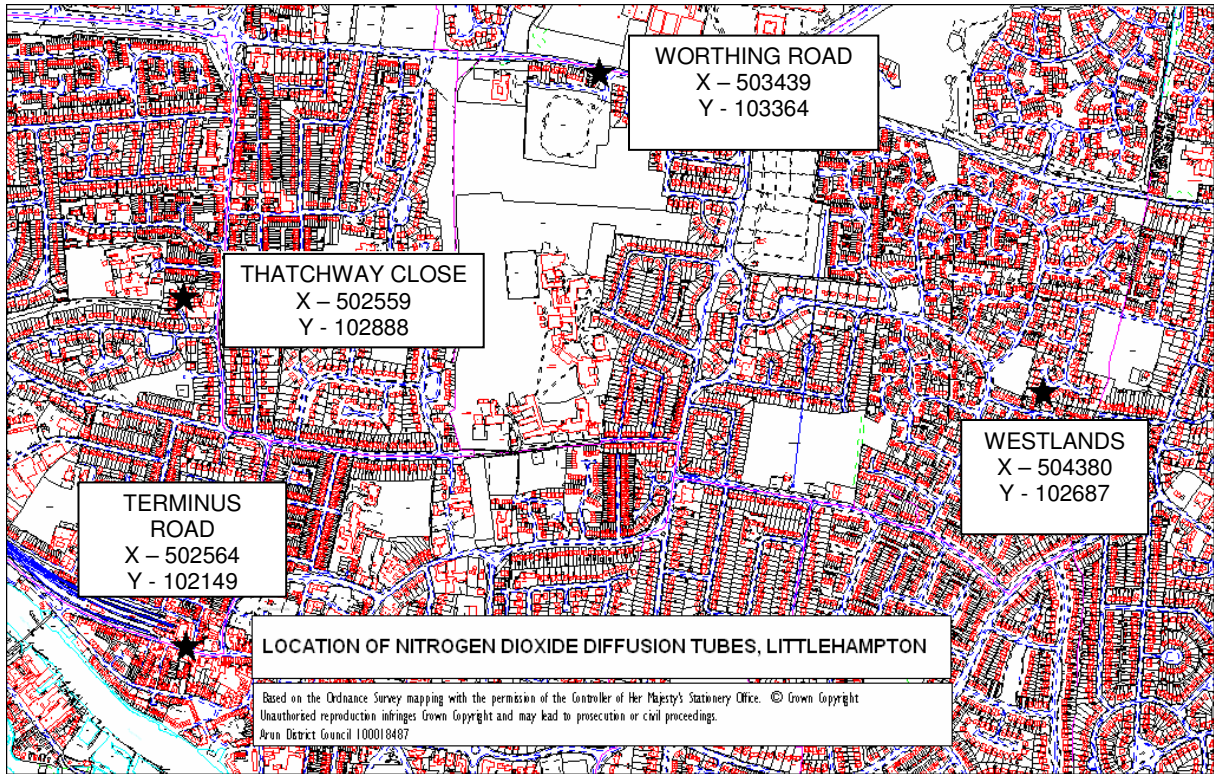 WORTHING ROAD
X – 503439
Y - 103364
THATCHWAY CLOSE
X – 502559
Y - 102888
WESTLANDS
X – 504380
Y - 102687
TERMINUS
ROAD
X – 502564
Y - 102149
LOCATION OF NITROGEN DIOXIDE DIFFUSION TUBES, LITTLEHAMPTON
Based on the Ordnance Survey mapping with the permission of the Controller of Her Majesty's Stationery Office. © Crown Copyright
Unauthorised reproduction infringes Crown Copyright and may lead to prosecution or civil proceedings.
Arun District Council 100018487